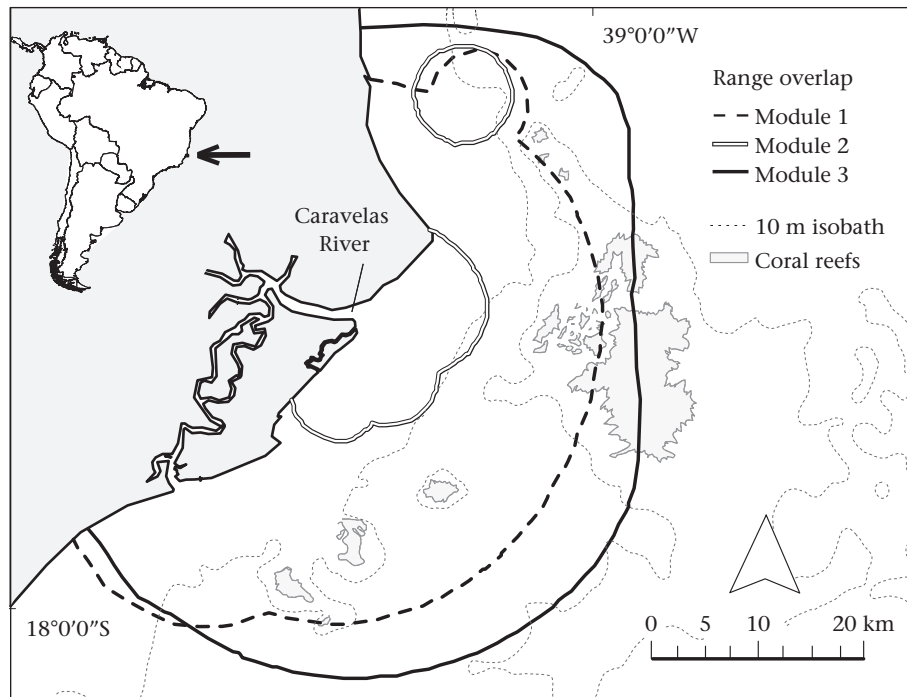 39°0'0"W
Range overlap
Module 1
Module 2
Module 3
10 m isobath
Coral reefs
Caravelas
River
18°0'0"S
0 5 10 20 km